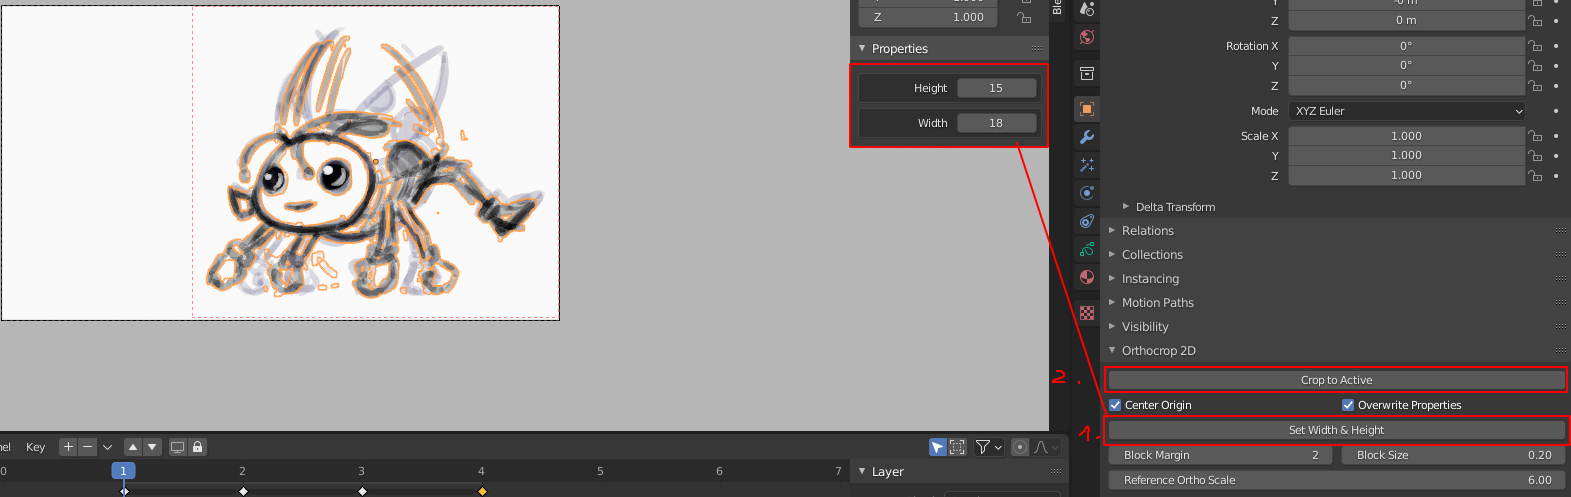 Z 1.000
Properties
Height 15
Width 18
Ble
-0 m
Z 0 m
Rotation X 0°
Y 0°
Z 0°
Mode XYZ Euler
Scale X 1.000
Y 1.000
Z 1.000
Delta Transform
Relations
Collections
Instancing
Motion Paths
Visibility
Orthocrop 2D
2.
Crop to Active
Center Origin Overwrite Properties
1.
Set Width & Height
Block Margin 2 Block Size 0.20
Reference Ortho Scale 6.00
nel Key
0 1 2 3 4 5 6 7
Layer